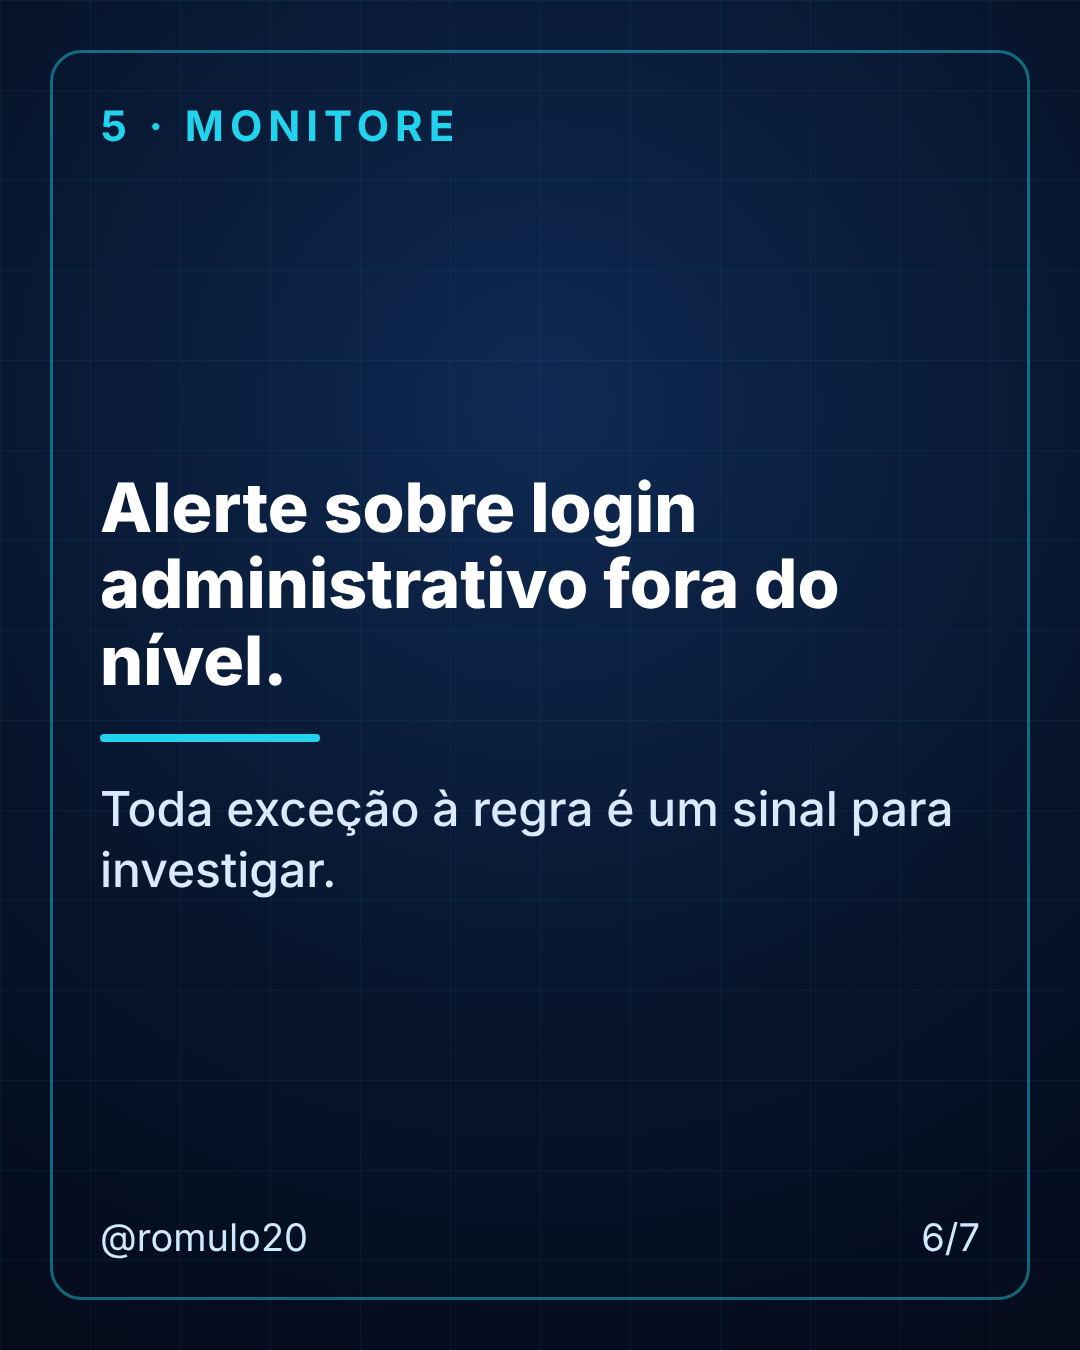 5 · MONITORE
Alerte sobre login
administrativo fora do
nível.
Toda exceção à regra é um sinal para
investigar.
@romulo20
6/7